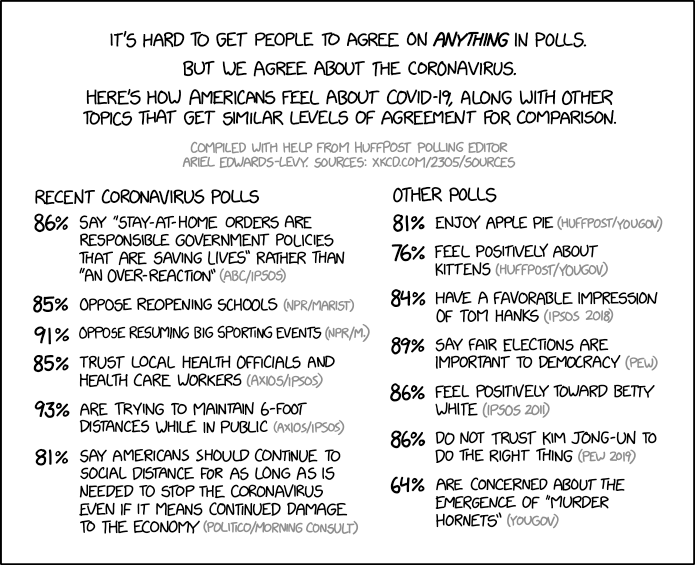 IT'S HARD TO GET PEOPLE TO AGREE ON ANYTHING IN POLLS.
BUT WE AGREE ABOUT THE CORONAVIRUS.
HERE'S HOW AMERICANS FEEL ABOUT COVID-19, ALONG WITH OTHER
TOPICS THAT GET SIMILAR LEVELS OF AGREEMENT FOR COMPARISON.
COMPILED WITH HELP FROM HUFFPOST POLLING EDITOR
ARIEL EDWARDS-LEVY. SOURCES: XKCD.COM/2305/SOURCES
RECENT CORONAVIRUS POLLS
86% SAY "STAY-AT-HOME ORDERS ARE
RESPONSIBLE GOVERNMENT POLICIES
THAT ARE SAVING LIVES" RATHER THAN
"AN OVER-REACTION" (ABC/IPSOS)
85% OPPOSE REOPENING SCHOOLS (NPR/MARIST)
91% OPPOSE RESUMING BIG SPORTING EVENTS (NPR/M.)
85% TRUST LOCAL HEALTH OFFICIALS AND
HEALTH CARE WORKERS (AXIOS/IPSOS)
93% ARE TRYING TO MAINTAIN 6-FOOT
DISTANCES WHILE IN PUBLIC (AXIOS/IPSOS)
81% SAY AMERICANS SHOULD CONTINUE TO
SOCIAL DISTANCE FOR AS LONG AS IS
NEEDED TO STOP THE CORONAVIRUS
EVEN IF IT MEANS CONTINUED DAMAGE
TO THE ECONOMY (POLITICO/MORNING CONSULT)
OTHER POLLS
81% ENJOY APPLE PIE (HUFFPOST/YOUGOV)
76% FEEL POSITIVELY ABOUT
KITTENS (HUFFPOST/YOUGOV)
84% HAVE A FAVORABLE IMPRESSION
OF TOM HANKS (IPSOS 2018)
89% SAY FAIR ELECTIONS ARE
IMPORTANT TO DEMOCRACY (PEW)
86% FEEL POSITIVELY TOWARD BETTY
WHITE (IPSOS 2011)
86% DO NOT TRUST KIM JONG-UN TO
DO THE RIGHT THING (PEW 2019)
64% ARE CONCERNED ABOUT THE
EMERGENCE OF "MURDER
HORNETS" (YOUGOV)